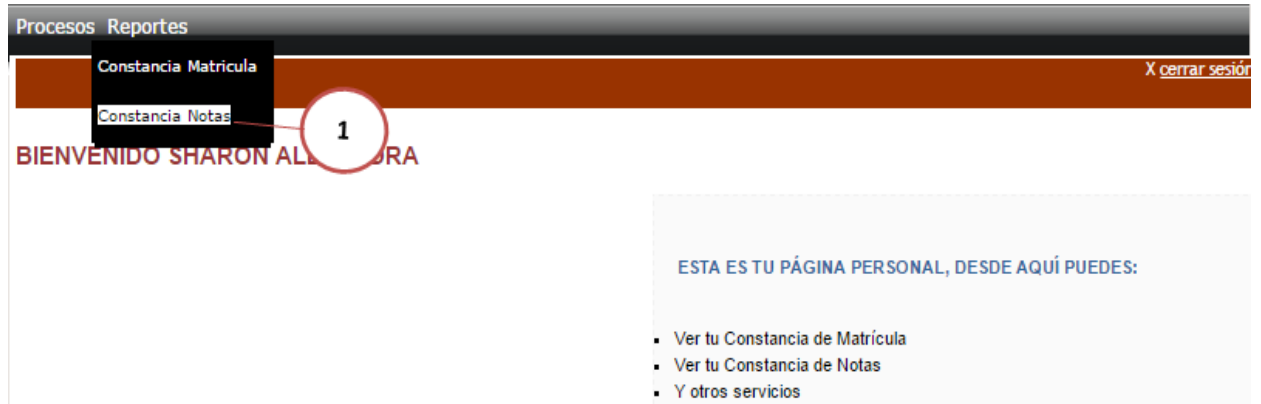 Procesos Reportes
Constancia Matricula
X cerrar sesión
Constancia Notas
1
BIENVENIDO SHARON
ESTA ES TU PÁGINA PERSONAL, DESDE AQUÍ PUEDES:
Ver tu Constancia de Matrícula
Ver tu Constancia de Notas
Y otros servicios